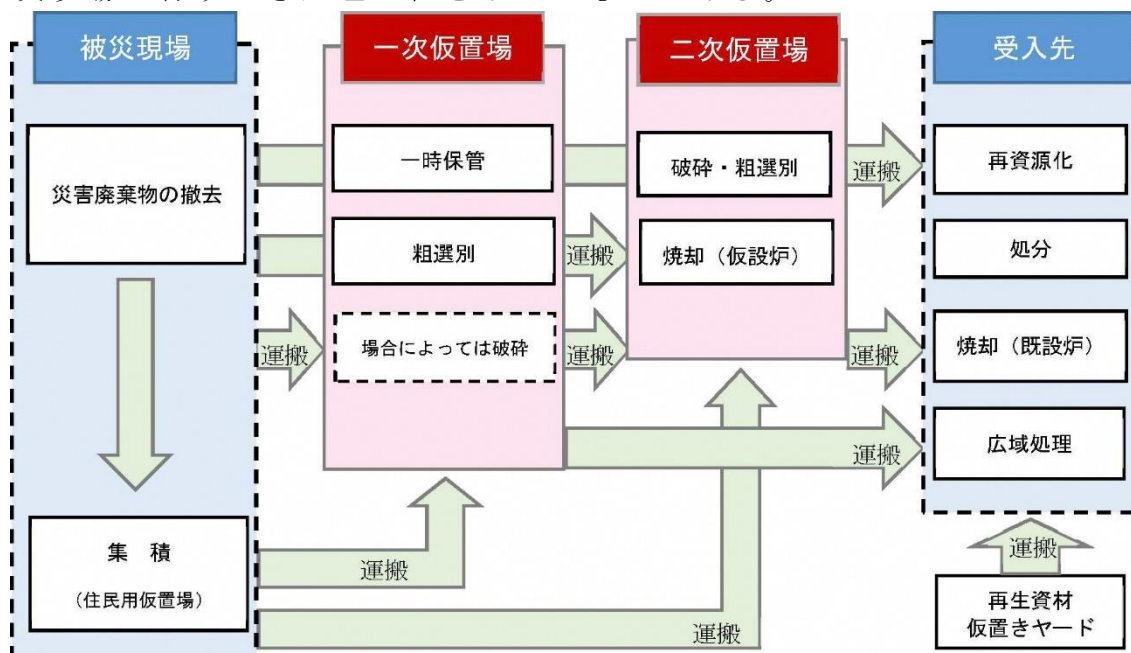 被災現場
一次仮置場
二次仮置場
受入先
災害廃棄物の撤去
一時保管
粗選別
場合によっては破砕
破砕・粗選別
焼却（仮設炉）
再資源化
処分
焼却（既設炉）
広域処理
運搬
運搬
運搬
運搬
運搬
運搬
集 積
（住民用仮置場）
運搬
運搬
運搬
再生資材
仮置きヤード